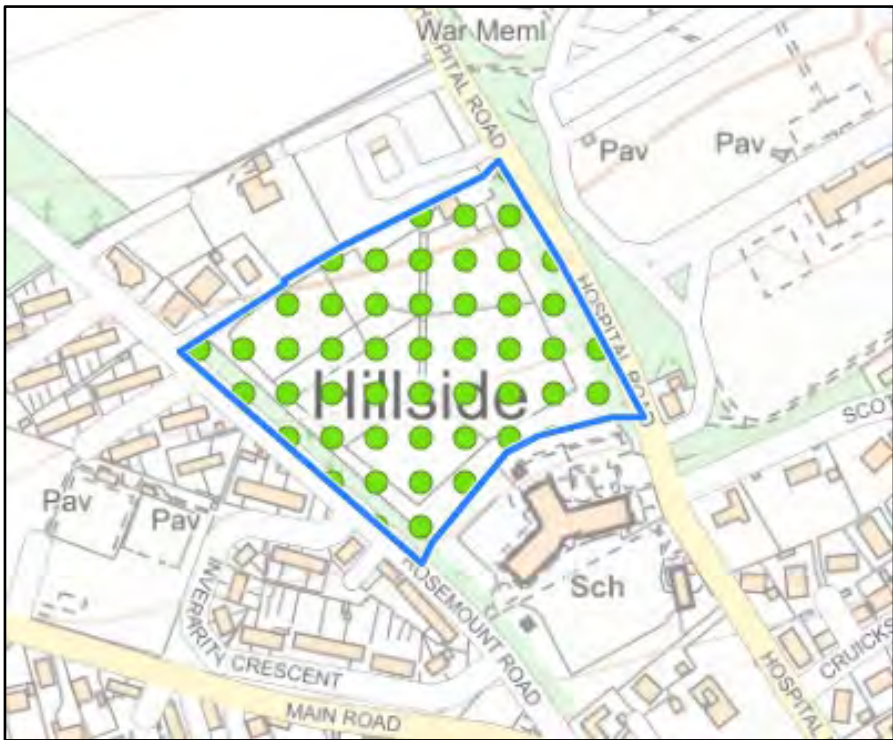 War Meml
HOSPITAL ROAD
Pav
Pav
HOSPITAL ROAD
Hillside
SCO
Pav
Pav
Sch
INVERARITY
CRESCENT
ROSEMOUNT ROAD
MAIN ROAD
HOSPITAL
CRUICKS